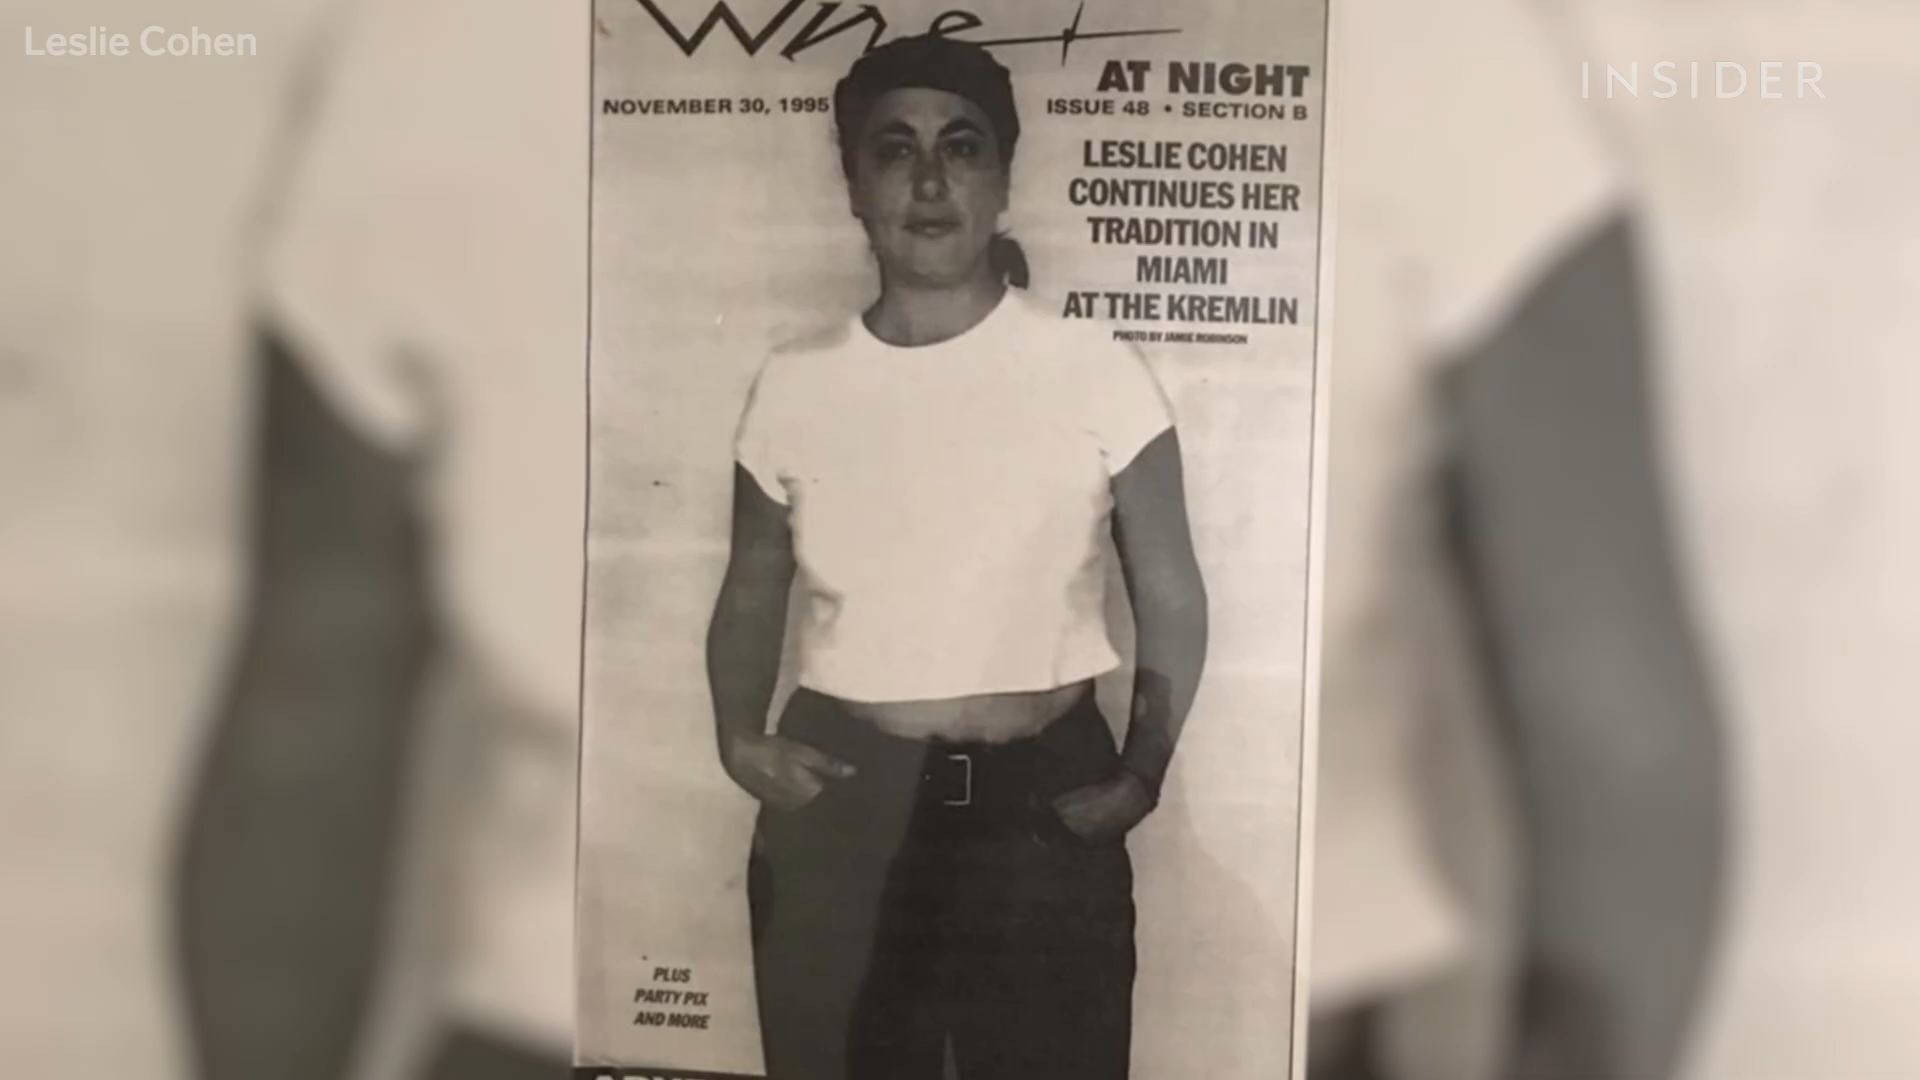 Leslie Cohen
INSIDER
AT NIGHT
NOVEMBER 30, 1995
ISSUE 48 • SECTION B
LESLIE COHEN
CONTINUES HER
TRADITION IN
MIAMI
AT THE KREMLIN
PHOTO BY JAMIE ROBINSON
PLUS
PARTY PIX
AND MORE